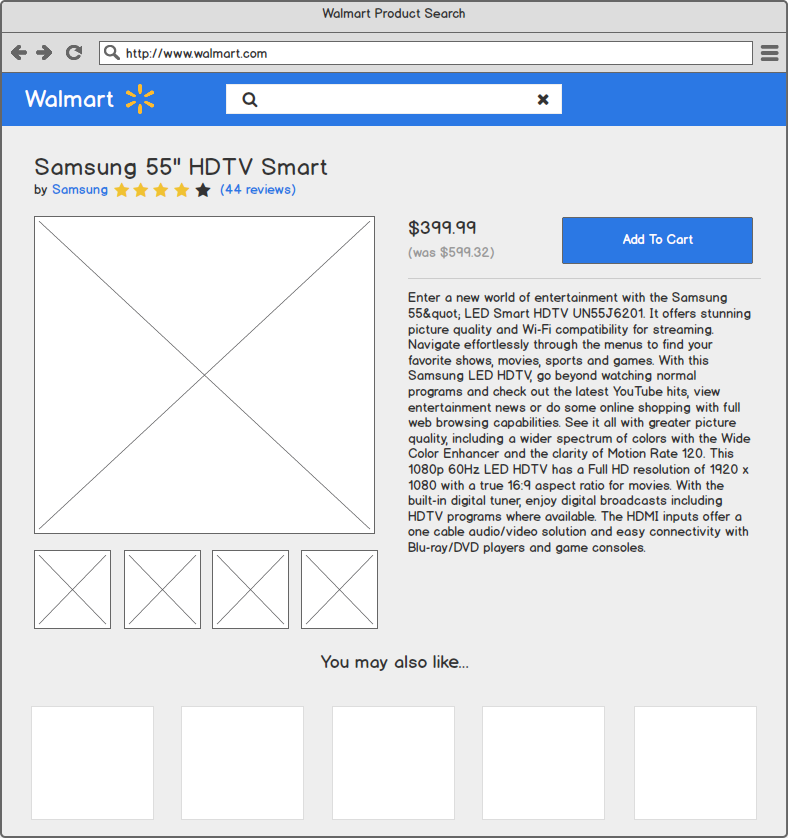 Walmart Product Search
http://www.walmart.com
Walmart
Samsung 55" HDTV Smart
by Samsung (44 reviews)
$399.99
(was $599.32)
Add To Cart
Enter a new world of entertainment with the Samsung
55&quot; LED Smart HDTV UN55J6201. It offers stunning
picture quality and Wi-Fi compatibility for streaming.
Navigate effortlessly through the menus to find your
favorite shows, movies, sports and games. With this
Samsung LED HDTV, go beyond watching normal
programs and check out the latest YouTube hits, view
entertainment news or do some online shopping with full
web browsing capabilities. See it all with greater picture
quality, including a wider spectrum of colors with the Wide
Color Enhancer and the clarity of Motion Rate 120. This
1080p 60Hz LED HDTV has a Full HD resolution of 1920 x
1080 with a true 16:9 aspect ratio for movies. With the
built-in digital tuner, enjoy digital broadcasts including
HDTV programs where available. The HDMI inputs offer a
one cable audio/video solution and easy connectivity with
Blu-ray/DVD players and game consoles.
You may also like...